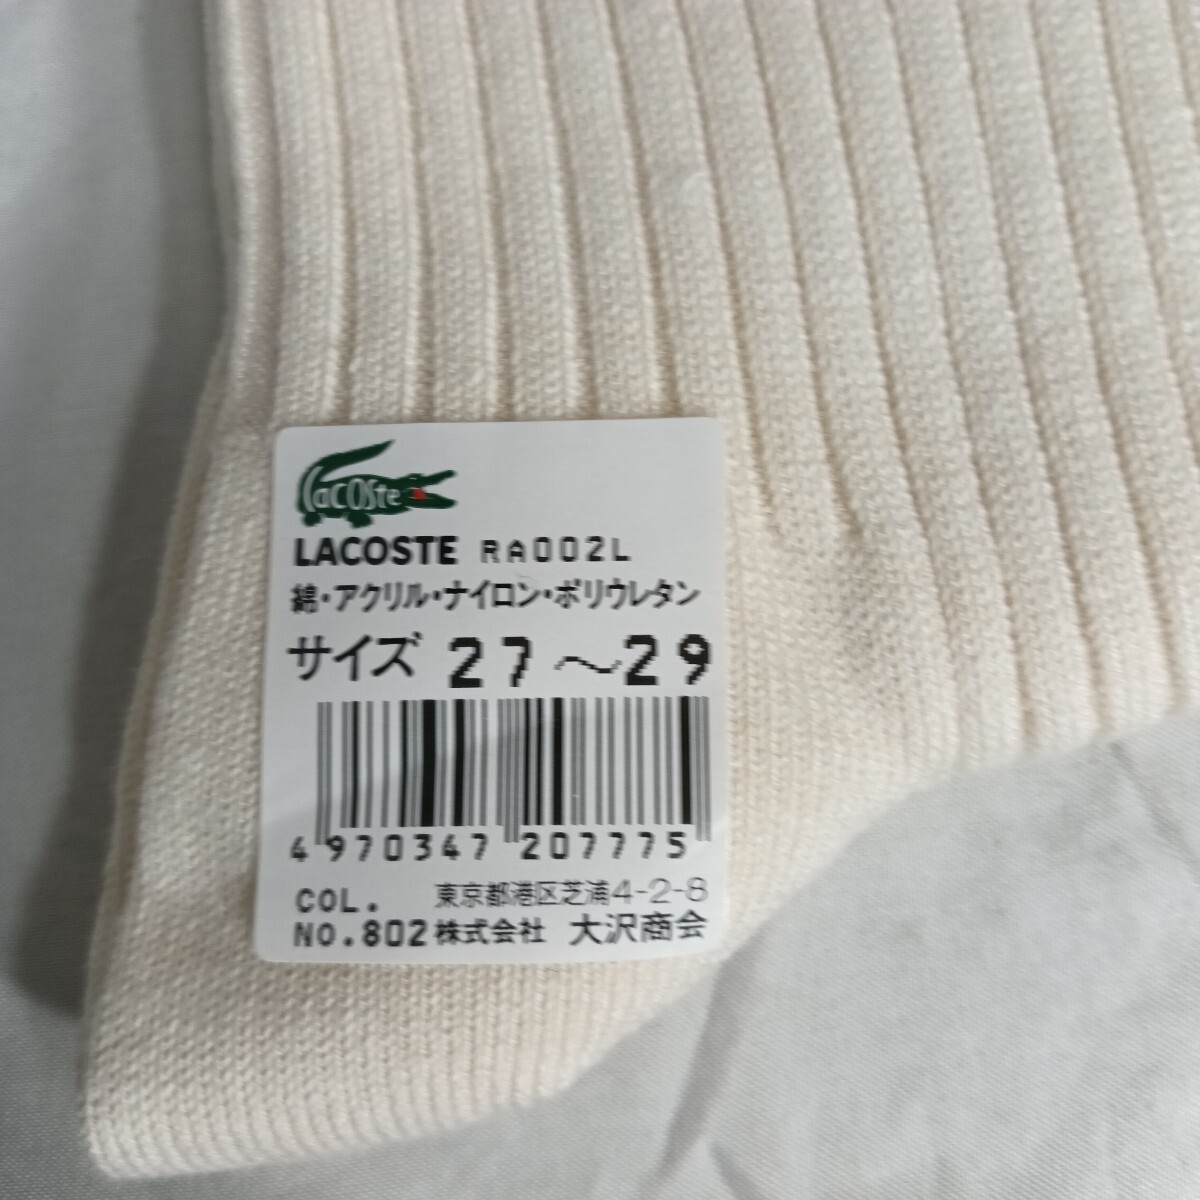 Lacoste
LACOSTE RA002L
綿・アクリル・ナイロン・ポリウレタン
サイズ 27～29
4 970347 207775
COL. 東京都港区芝浦4-2-8
NO.802 株式会社 大沢商会